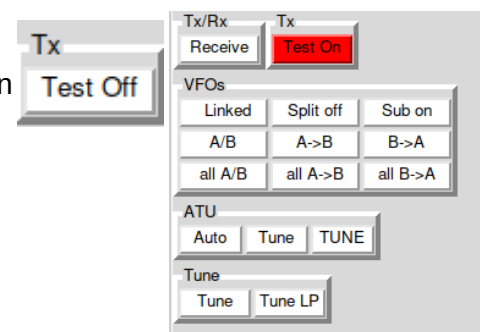 n
Tx
Test Off
Tx/Rx Tx
Receive Test On
VFOs
Linked Split off Sub on
A/B A->B B->A
all A/B all A->B all B->A
ATU
Auto Tune TUNE
Tune
Tune Tune LP